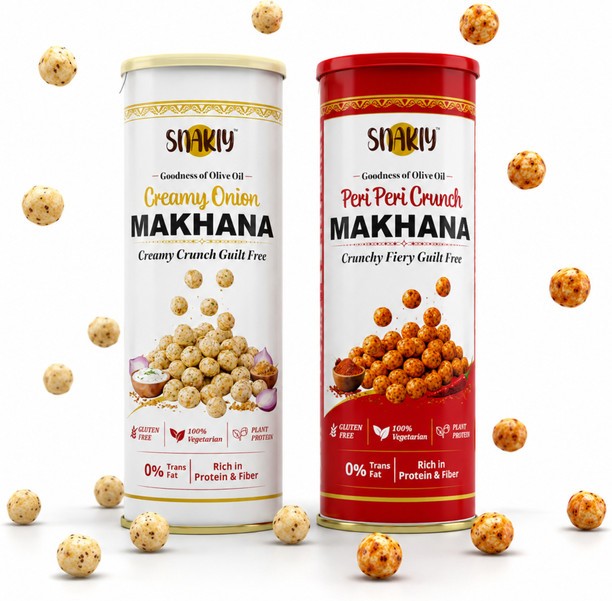 SNAKIY™
Goodness of Olive Oil
Creamy Onion
MAKHANA
Creamy Crunch Guilt Free
GLUTEN
FREE
100%
Vegetarian
PLANT
PROTEIN
0% Trans
Fat
Rich in
Protein & Fiber
SNAKIY™
Goodness of Olive Oil
Peri Peri Crunch
MAKHANA
Crunchy Fiery Guilt Free
GLUTEN
FREE
100%
Vegetarian
PLANT
PROTEIN
0% Trans
Fat
Rich in
Protein & Fiber